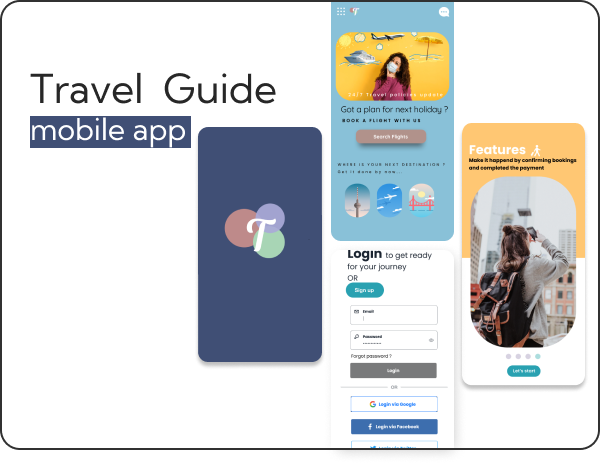 Travel Guide
mobile app
T
T
24/7 Travel policies update
Got a plan for next holiday ?
BOOK A FLIGHT WITH US
Search Flights
WHERE IS YOUR NEXT DESTINATION ?
Get it done by now...
Login to get ready
for your journey
OR
Sign up
Email
Password
Forgot password ?
Login
OR
Login via Google
Login via Facebook
Login via twitter
Features
Make it happend by confirming bookings
and completed the payment
Let's start